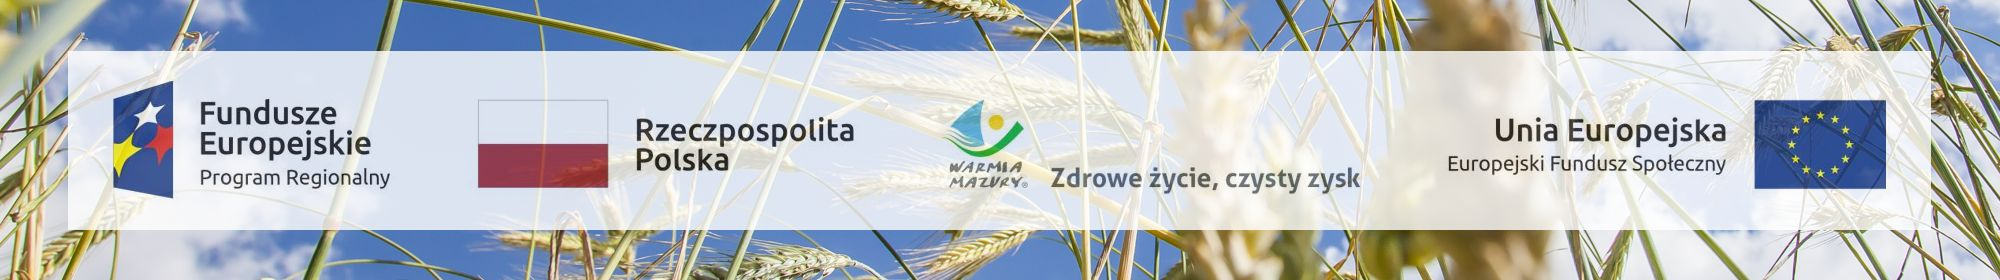 Fundusze
Europejskie
Program Regionalny
Rzeczpospolita
Polska
WARMIA
MAZURY®
Zdrowe życie, czysty zysk
Unia Europejska
Europejski Fundusz Społeczny